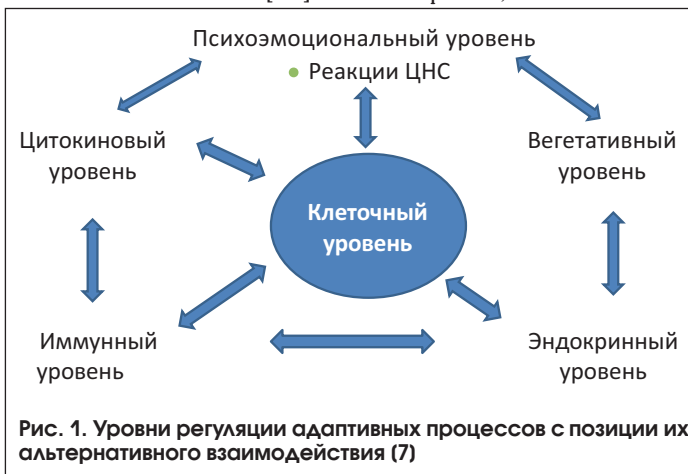 Психоэмоциональный уровень
• Реакции ЦНС
Цитокиновый
уровень
Вегетативный
уровень
Клеточный
уровень
Иммунный
уровень
Эндокринный
уровень
Рис. 1. Уровни регуляции адаптивных процессов с позиции их
альтернативного взаимодействия (7)